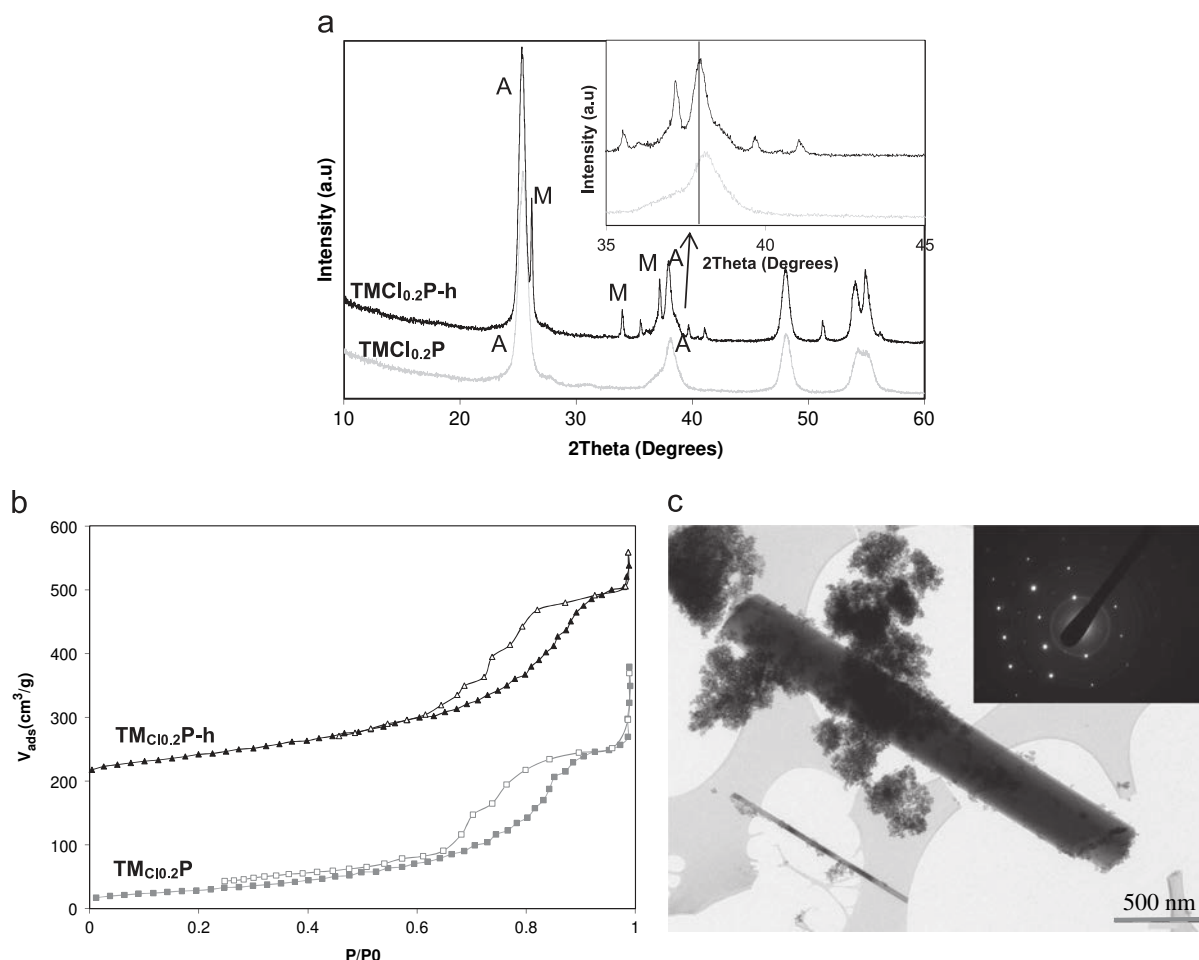 a
A
M
M
M
A
TMCl0.2P-h
A
A
TMCl0.2P
Intensity (a.u)
10
20
30
40
50
60
2Theta (Degrees)
Intensity (a.u)
35
40
45
2Theta (Degrees)
b
600
500
400
300
200
100
0
Vads(cm3/g)
TMCl0.2P-h
TMCl0.2P
0
0.2
0.4
0.6
0.8
1
P/P0
c
500 nm